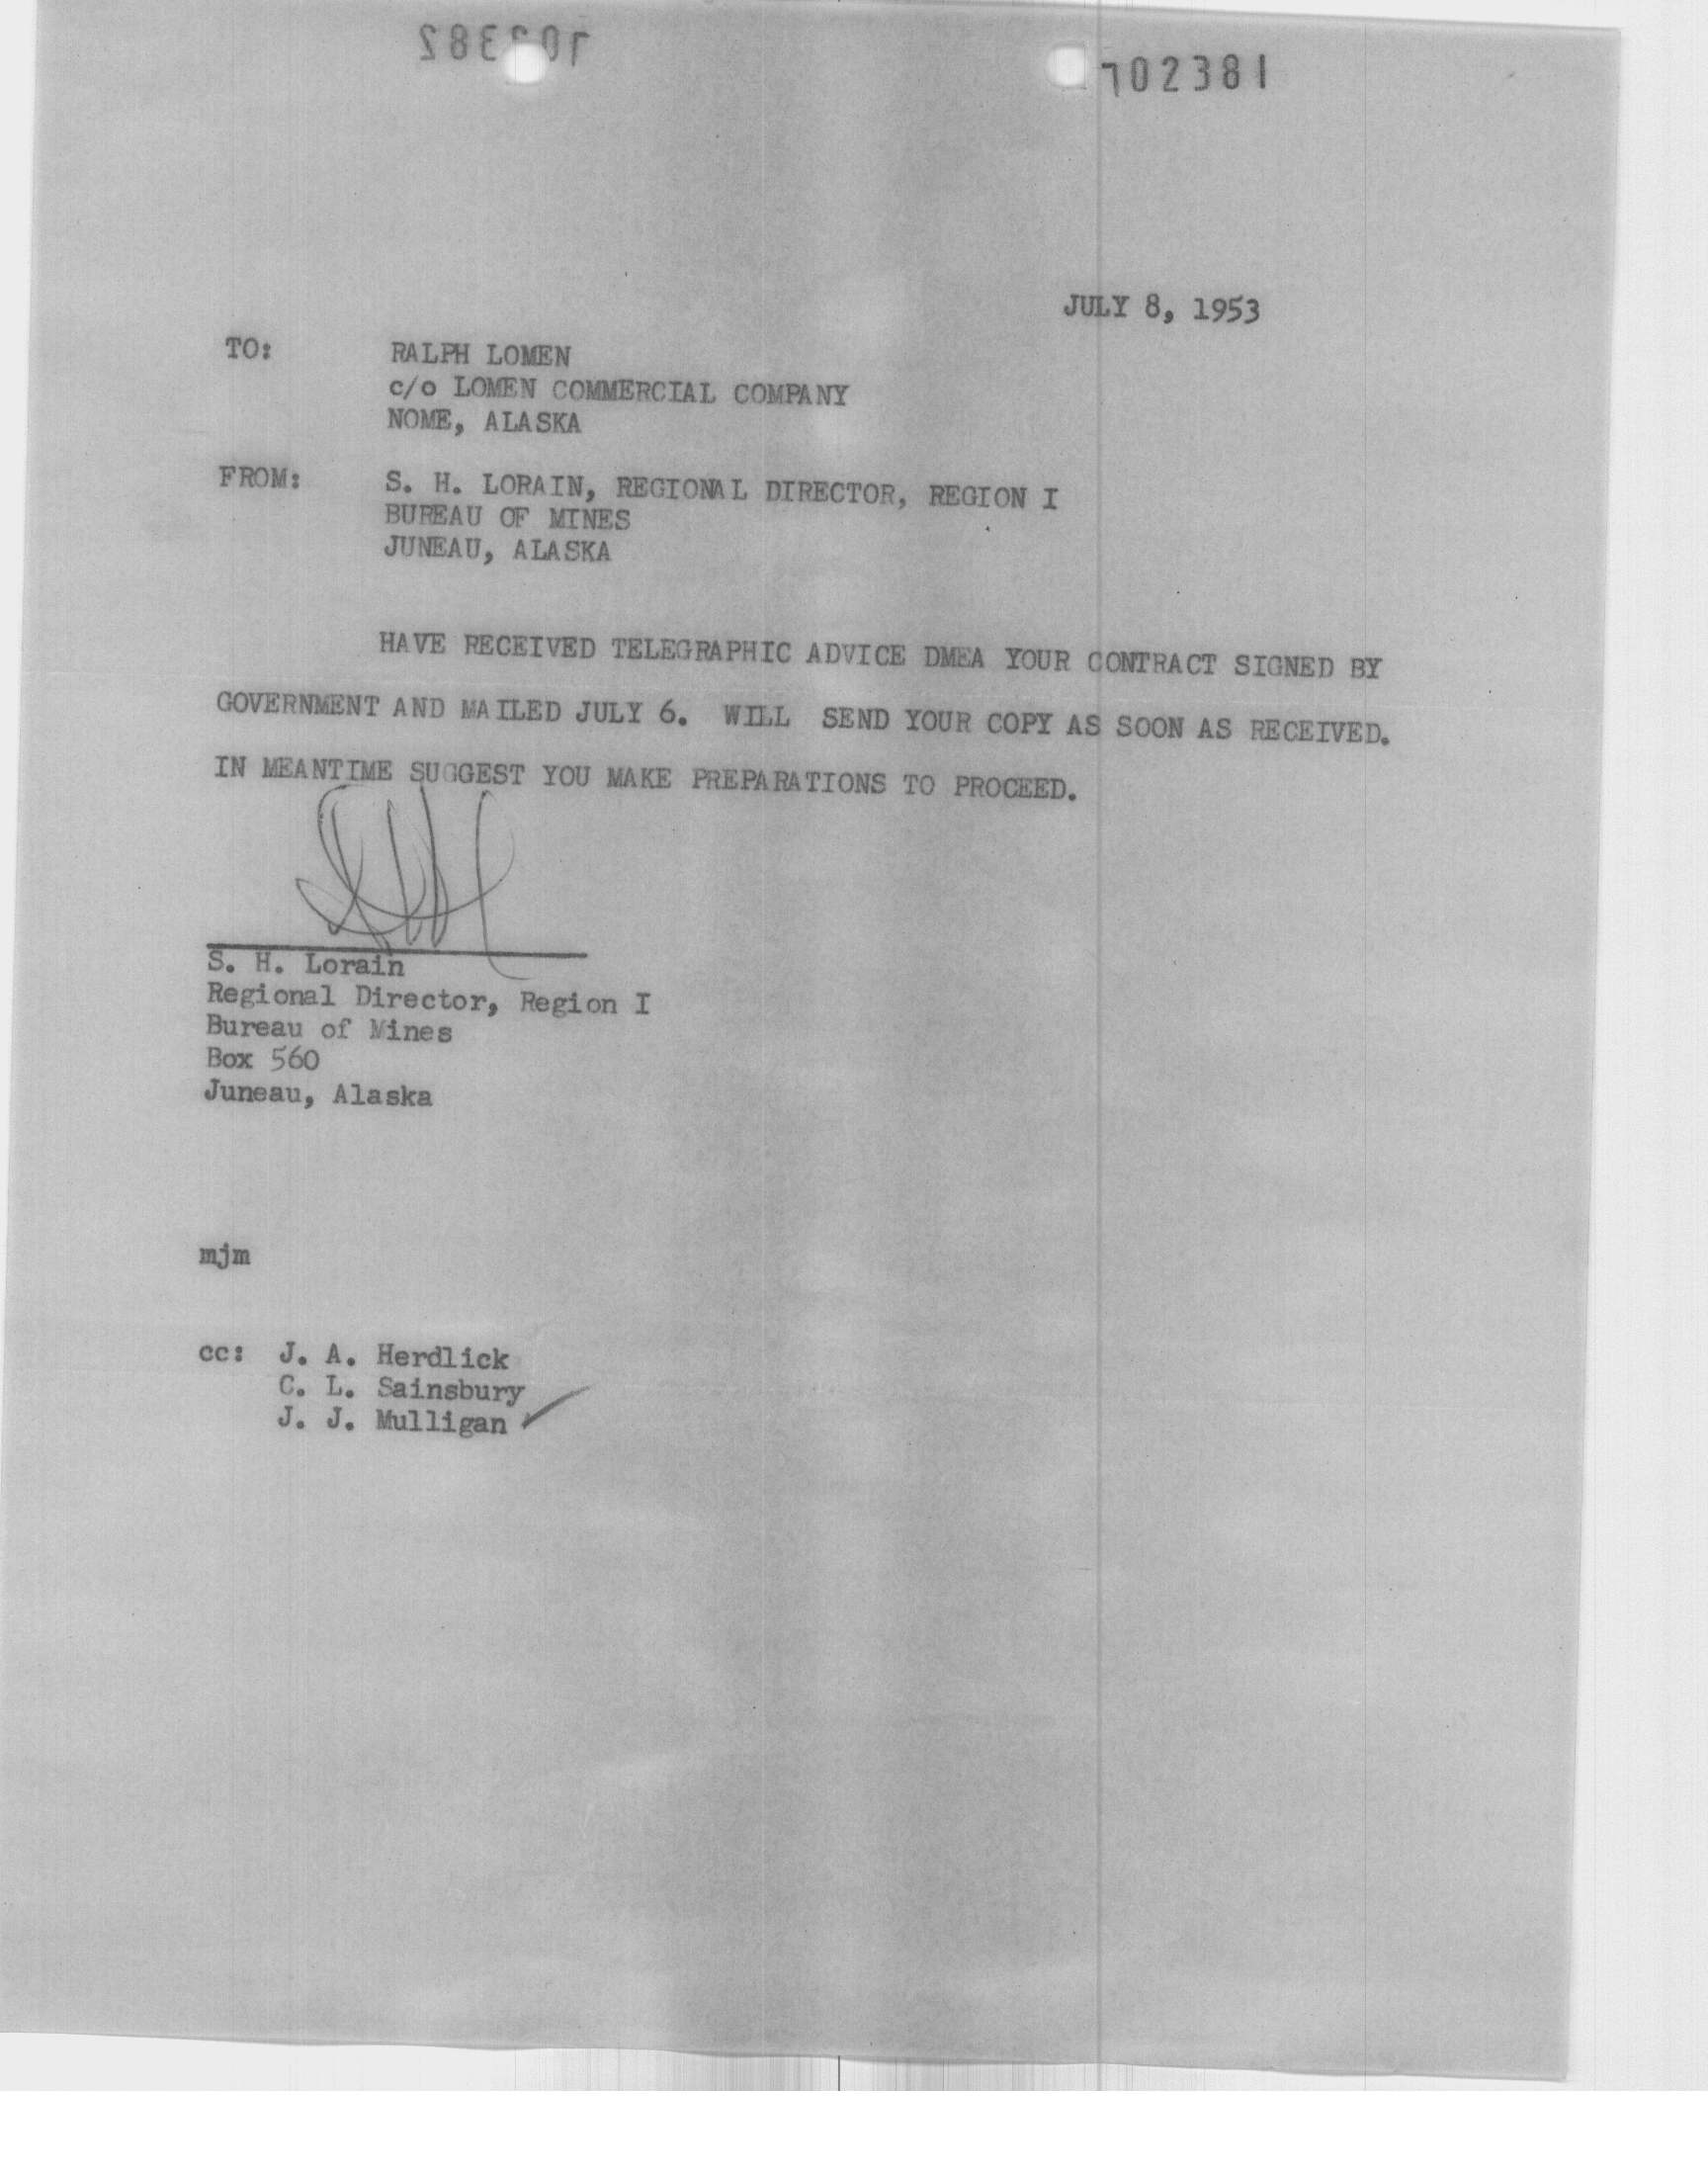 702381
JULY 8, 1953
TO: RALPH LOMEN
c/o LOMEN COMMERCIAL COMPANY
NOME, ALASKA
FROM: S. H. LORAIN, REGIONAL DIRECTOR, REGION I
BUREAU OF MINES
JUNEAU, ALASKA
HAVE RECEIVED TELEGRAPHIC ADVICE DMEA YOUR CONTRACT SIGNED BY
GOVERNMENT AND MAILED JULY 6. WILL SEND YOUR COPY AS SOON AS RECEIVED.
IN MEANTIME SUGGEST YOU MAKE PREPARATIONS TO PROCEED.
S. H. Lorain
Regional Director, Region I
Bureau of Mines
Box 560
Juneau, Alaska
mjm
cc: J. A. Herdlick
C. L. Sainsbury
J. J. Mulligan